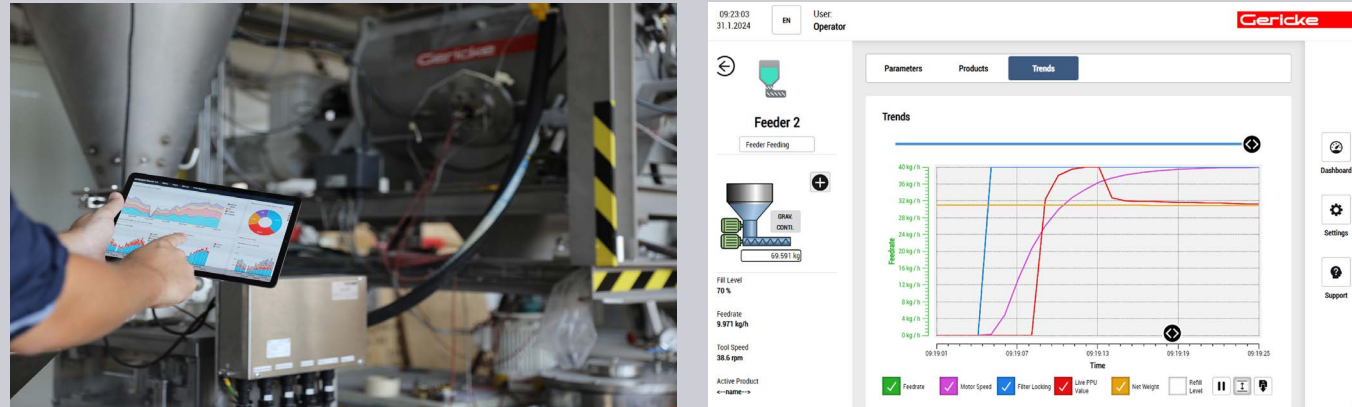 Gericke
09:23:03
31.1.2024
EN
User:
Operator
Gericke
Parameters
Products
Trends
Feeder 2
Feeder Feeding
GRAV.
CONTI.
69.591 kg
Fill Level
70 %
Feedrate
9.971 kg/h
Tool Speed
38.6 rpm
Active Product
<--name-->
Trends
40 kg / h
36 kg / h
32 kg / h
28 kg / h
24 kg / h
20 kg / h
16 kg / h
12 kg / h
8 kg / h
4 kg / h
0 kg / h
Feedrate
09:19:01
09:19:07
09:19:13
09:19:19
09:19:25
Time
Feedrate
Motor Speed
Filter Locking
Live PPU
Value
Net Weight
Refill
Level
Dashboard
Settings
Support